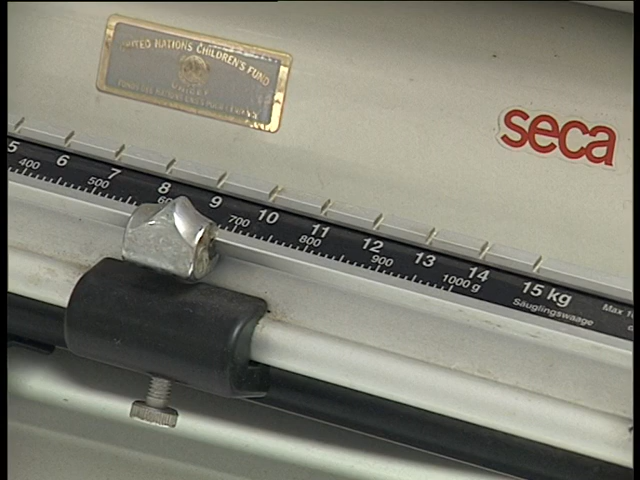 UNITED NATIONS CHILDREN'S FUND
UNICEF
seca
5 6 7 8 9 10 11 12 13 14 15 kg
400 500 700 800 900 1000 g
Säuglingswaage
Max